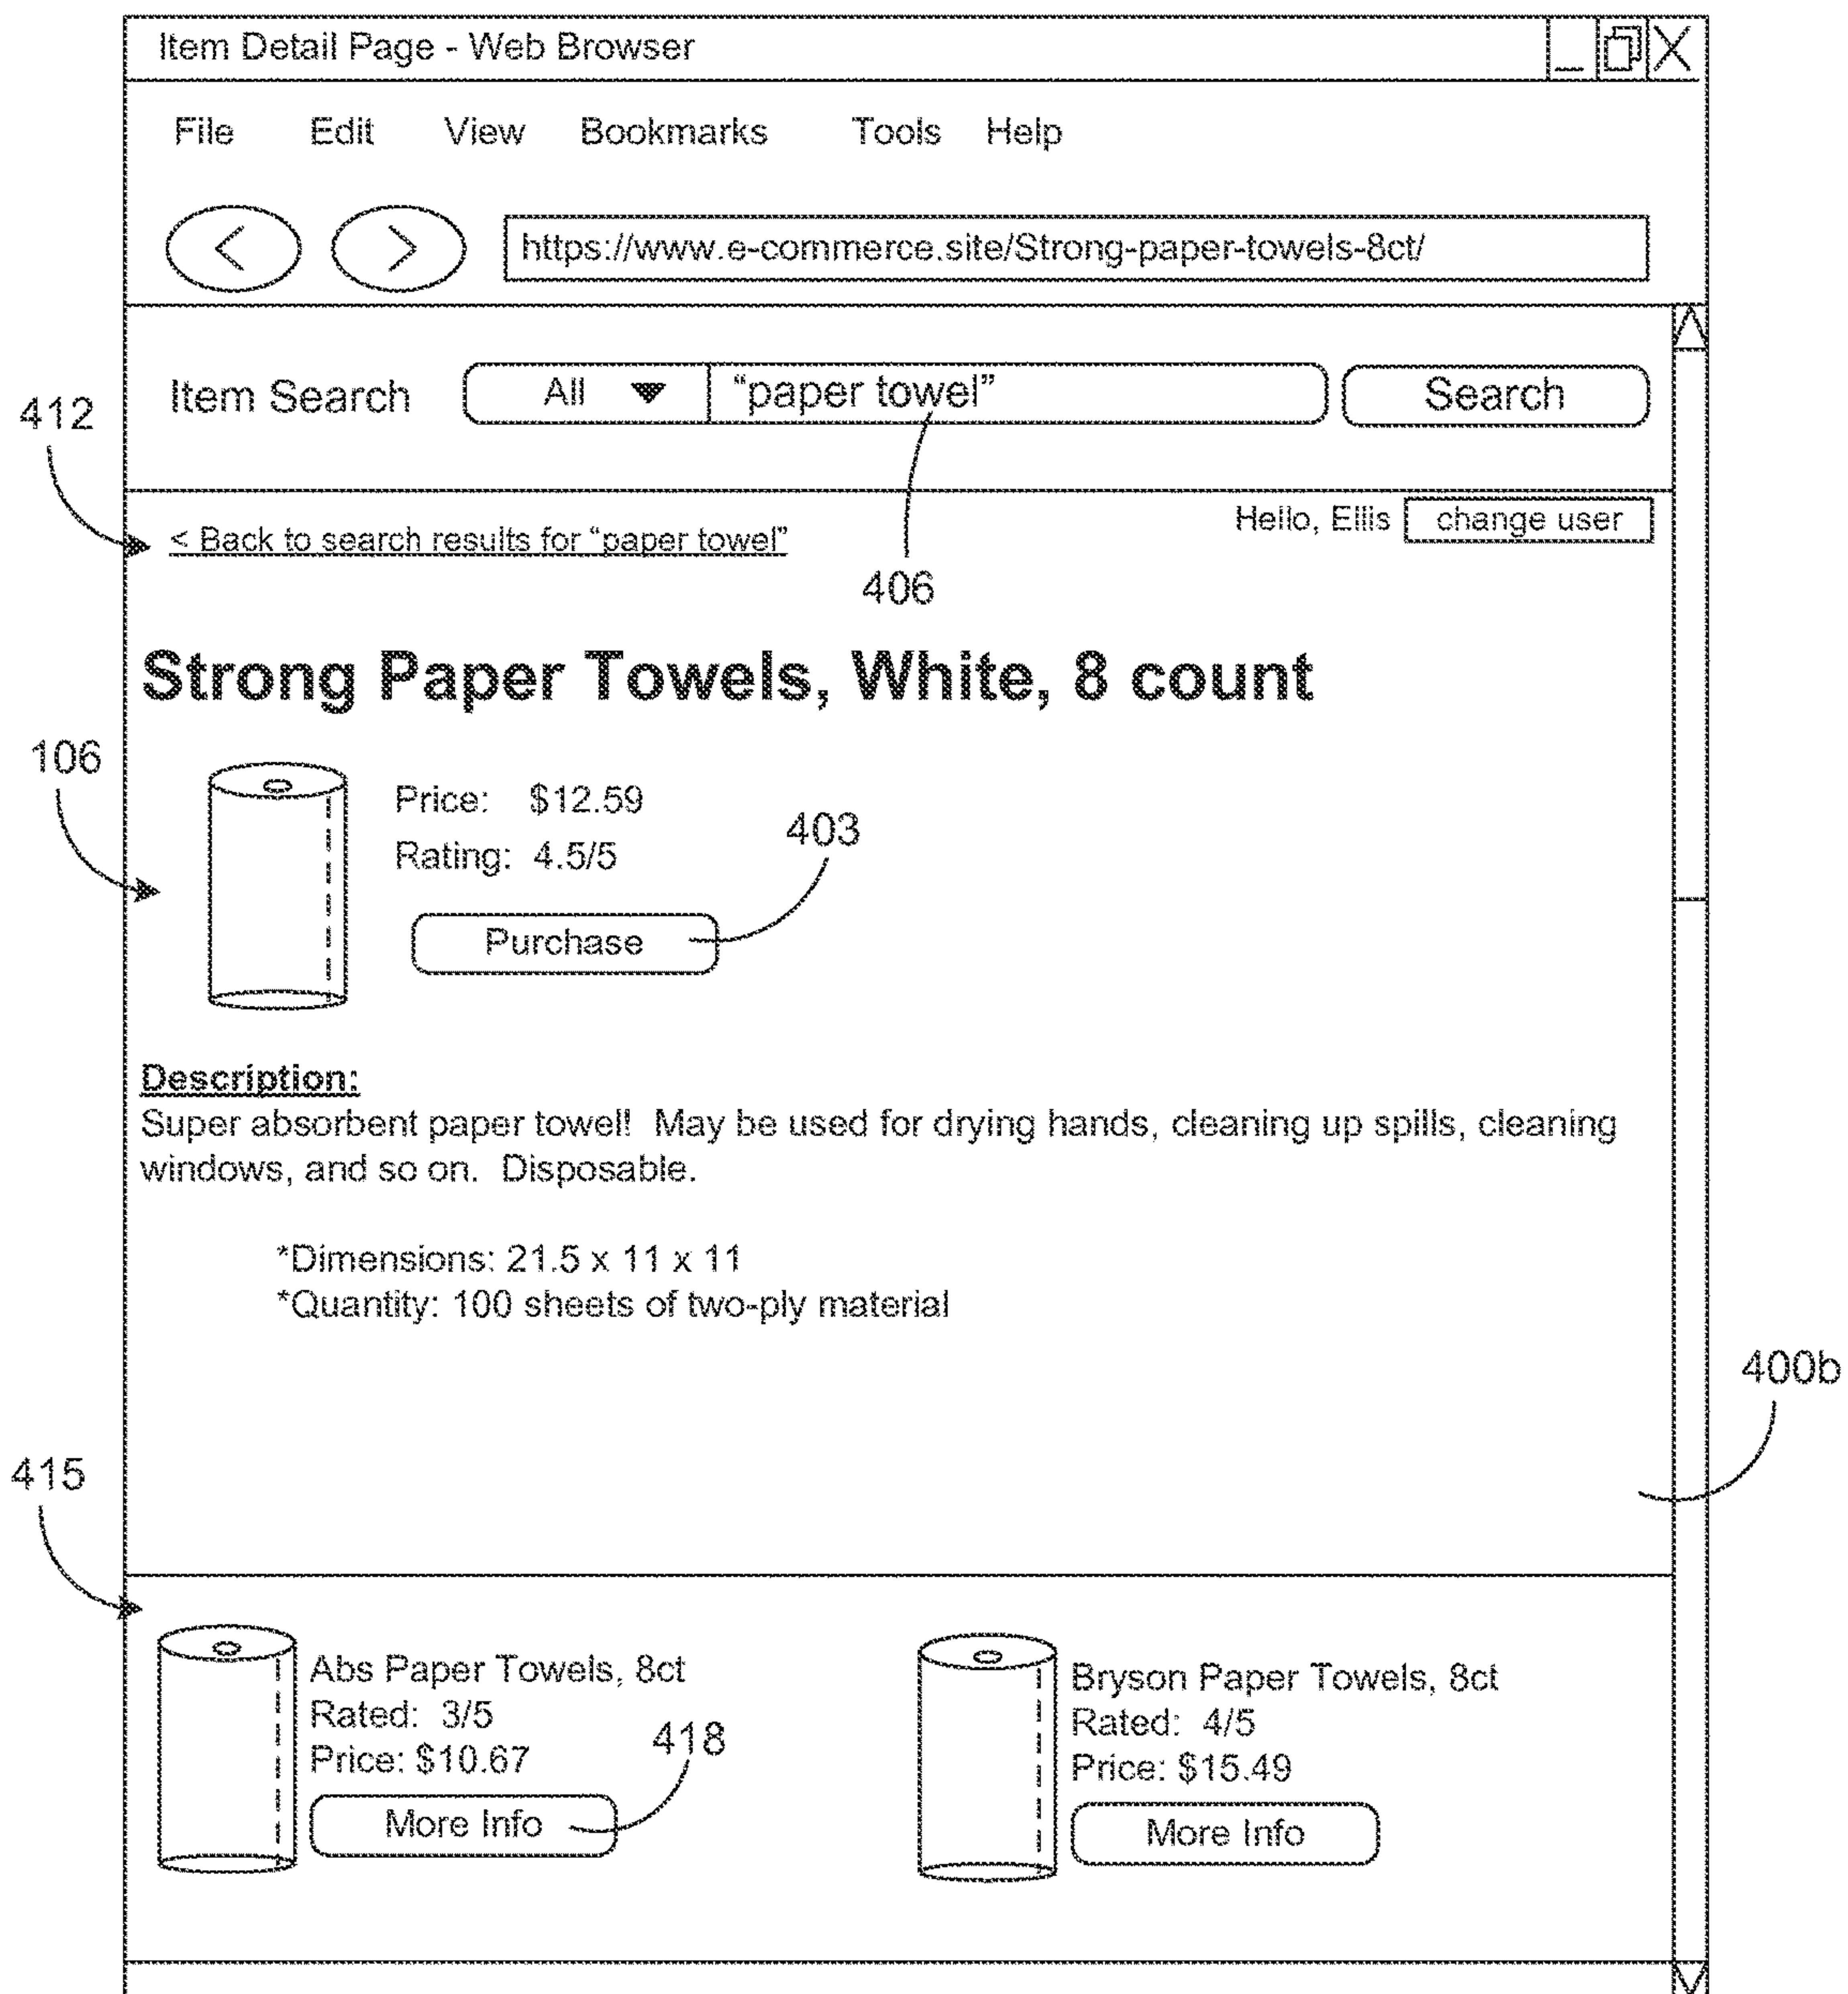 Item Detail Page - Web Browser
File Edit View Bookmarks Tools Help
< > https://www.e-commerce.site/Strong-paper-towels-8ct/
Item Search All "paper towel" Search
412
< Back to search results for "paper towel"
Hello, Ellis change user
406
Strong Paper Towels, White, 8 count
106
Price: $12.59
403
Rating: 4.5/5
Purchase
Description:
Super absorbent paper towel! May be used for drying hands, cleaning up spills, cleaning
windows, and so on. Disposable.
*Dimensions: 21.5 x 11 x 11
*Quantity: 100 sheets of two-ply material
400b
415
Abs Paper Towels, 8ct
Rated: 3/5
Price: $10.67
418
More Info
Bryson Paper Towels, 8ct
Rated: 4/5
Price: $15.49
More Info